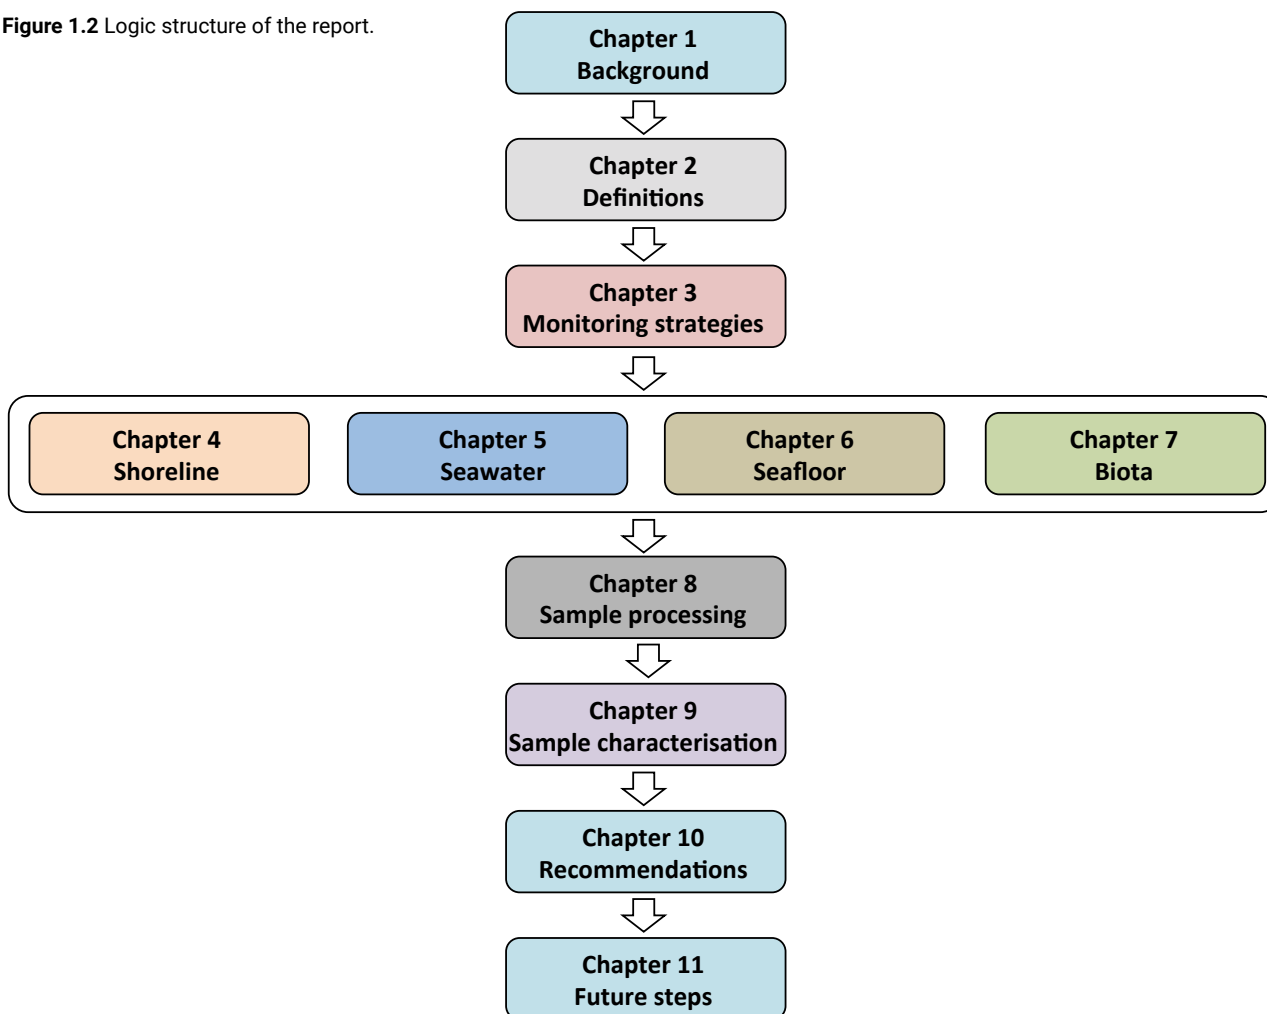 Figure 1.2 Logic structure of the report.
Chapter 1
Background
Chapter 2
Definitions
Chapter 3
Monitoring strategies
Chapter 4
Shoreline
Chapter 5
Seawater
Chapter 6
Seafloor
Chapter 7
Biota
Chapter 8
Sample processing
Chapter 9
Sample characterisation
Chapter 10
Recommendations
Chapter 11
Future steps